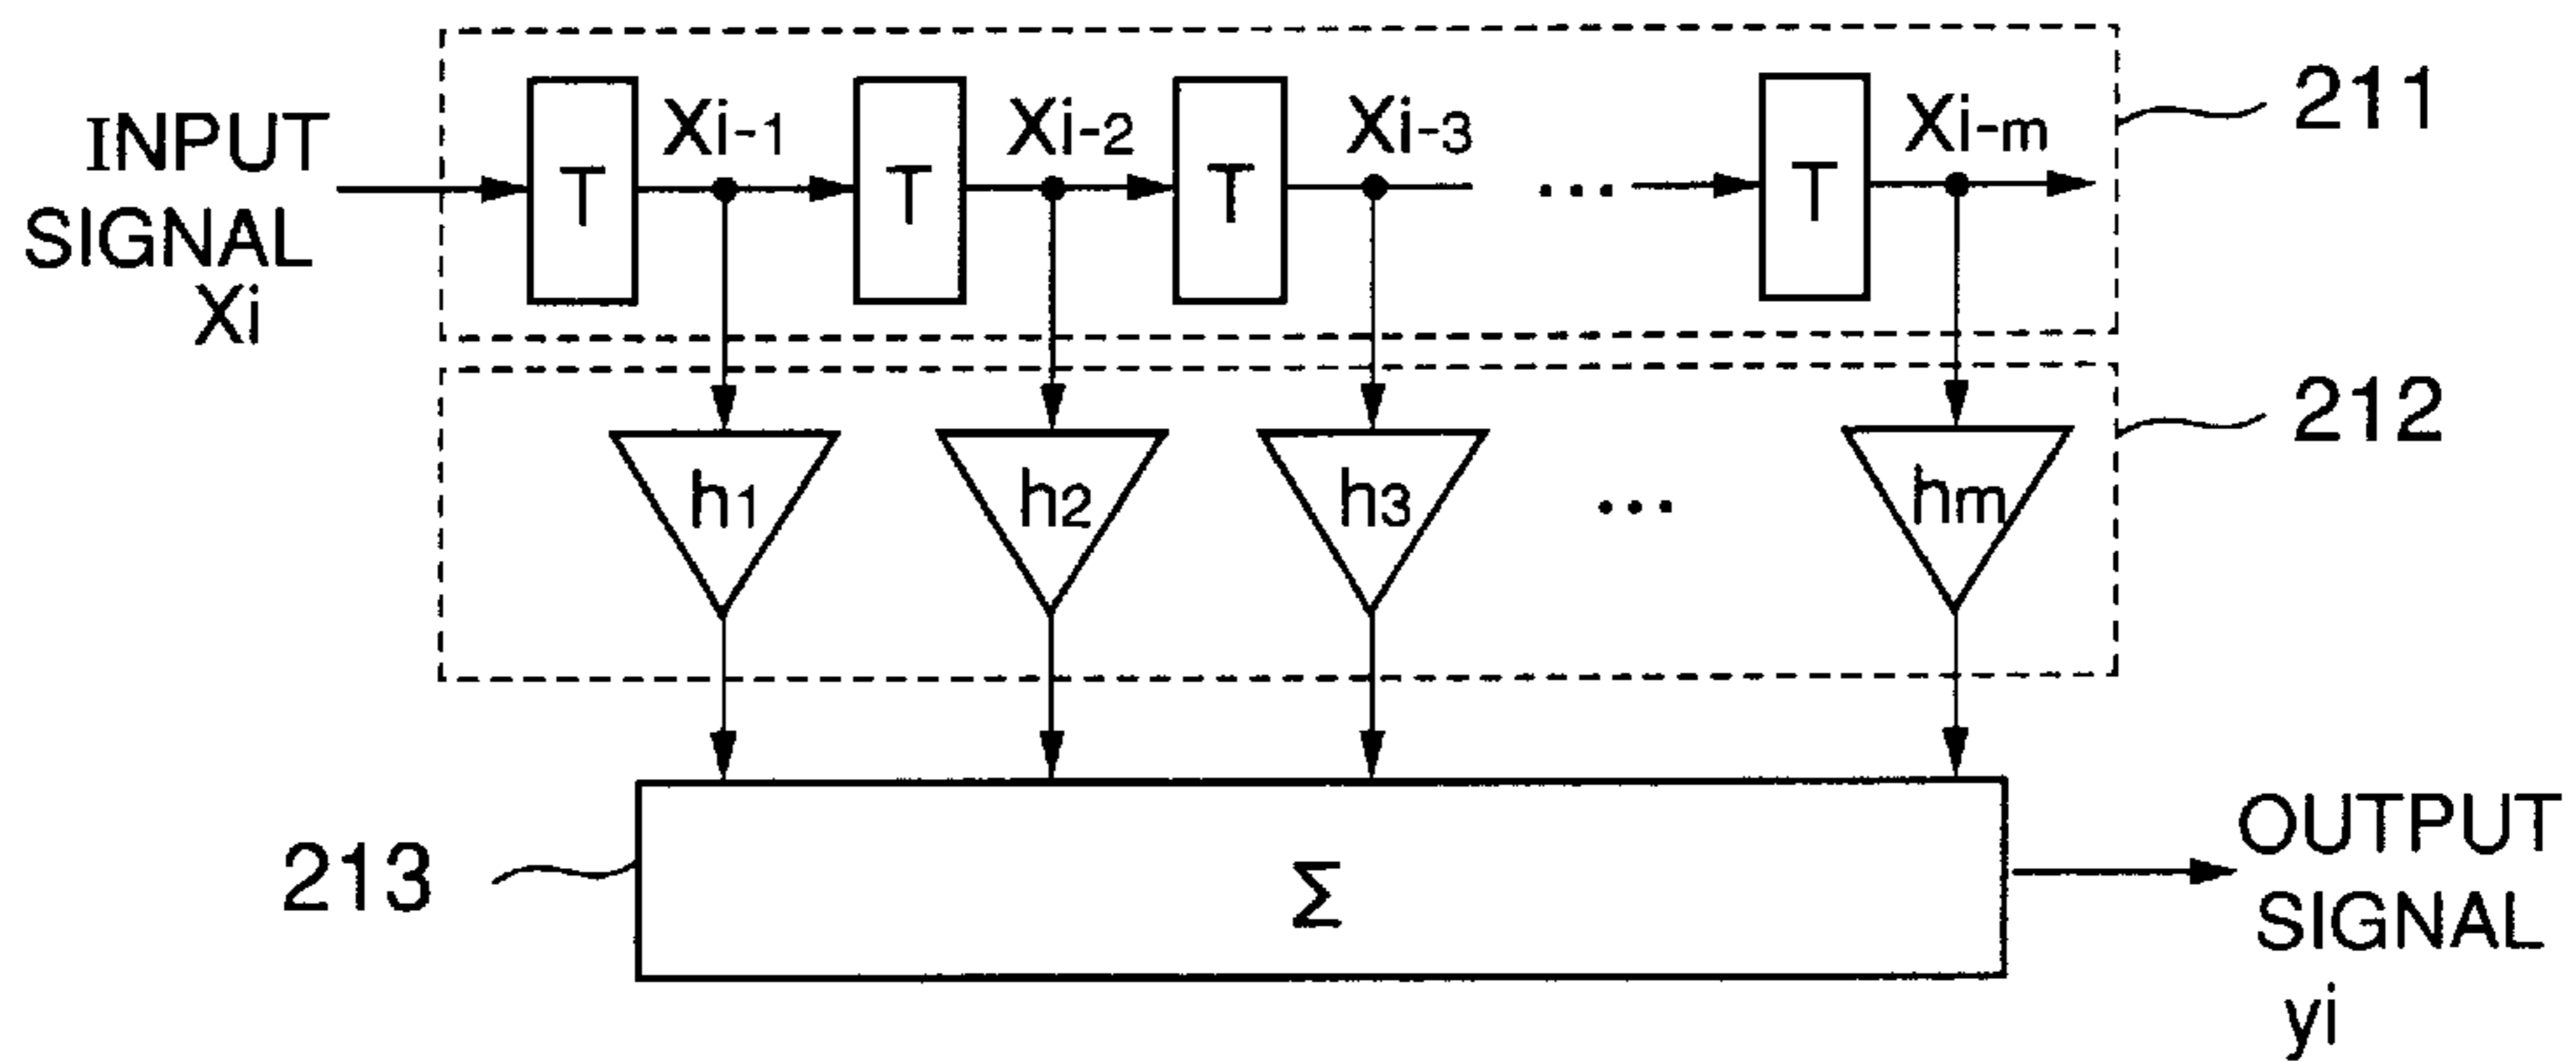 INPUT
SIGNAL
Xi
T
Xi-1
T
Xi-2
T
Xi-3
...
T
Xi-m
211
h1
h2
h3
...
hm
212
213
Σ
OUTPUT
SIGNAL
yi